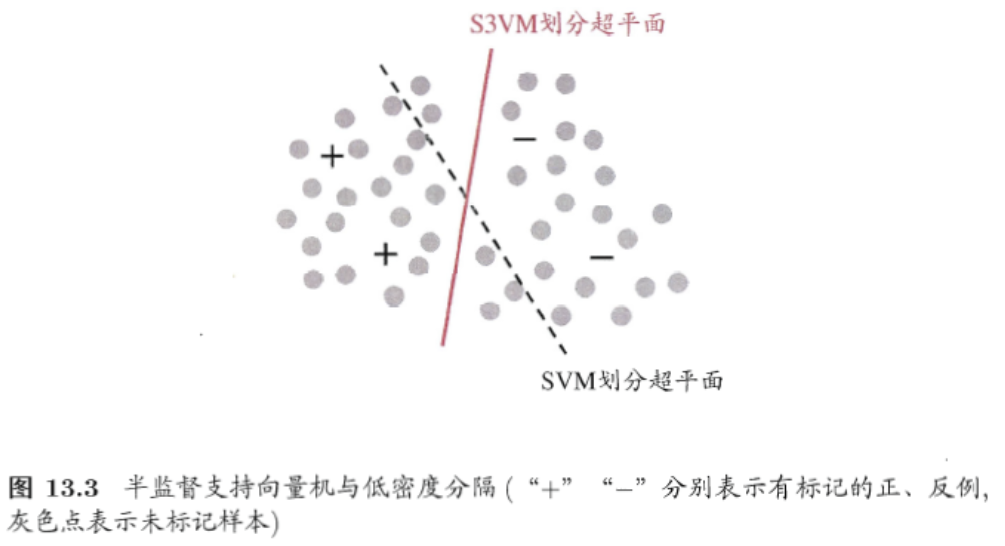 S3VM划分超平面
+
−
+
−
SVM划分超平面
图 13.3 半监督支持向量机与低密度分隔 (“+” “−” 分别表示有标记的正、反例,
灰色点表示未标记样本)